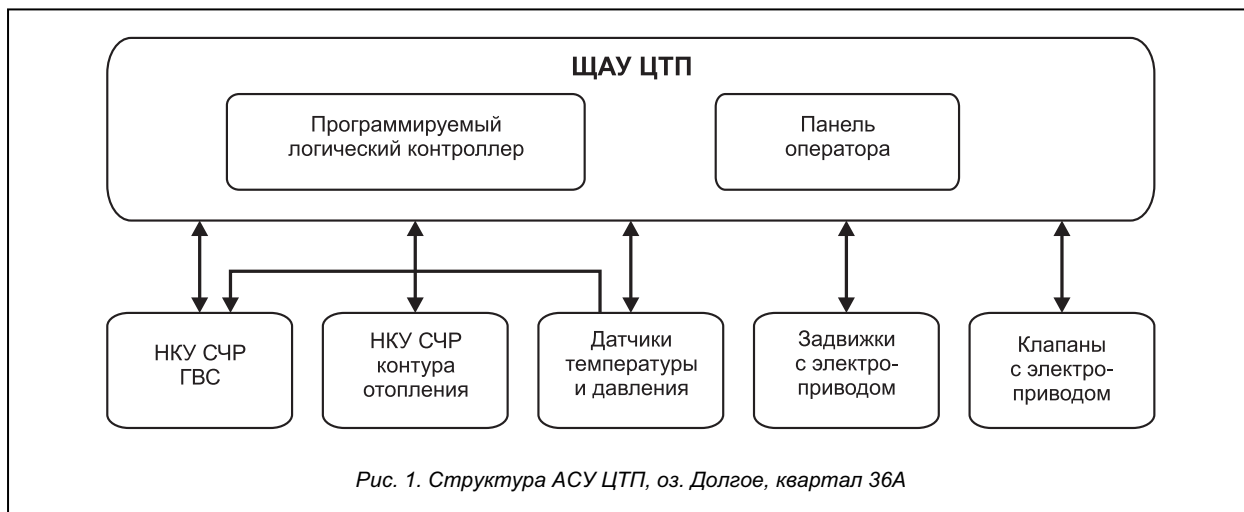 ЩАУ ЦТП
Программируемый
логический контроллер
Панель
оператора
НКУ СЧР
ГВС
НКУ СЧР
контура
отопления
Датчики
температуры
и давления
Задвижки
с электро-
приводом
Клапаны
с электро-
приводом
Рис. 1. Структура АСУ ЦТП, оз. Долгое, квартал 36А